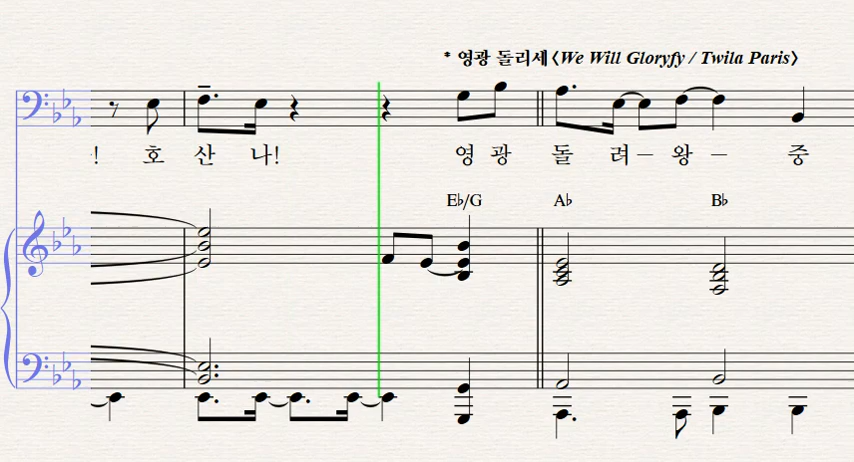 * 영광 돌리세 〈We Will Gloryfy / Twila Paris〉
! 호 산 나! 영 광 돌 려 – 왕 – 중
E♭/G A♭ B♭